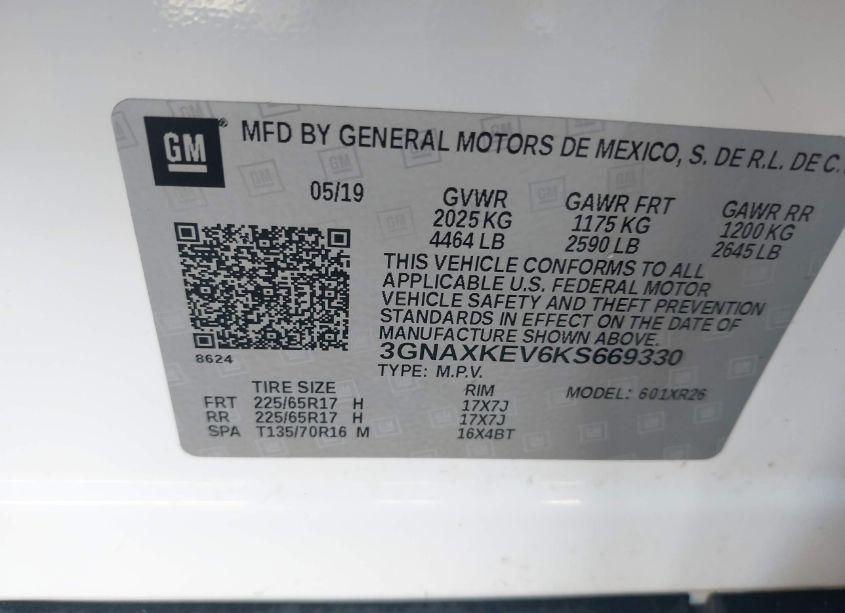 GM® MFD BY GENERAL MOTORS DE MEXICO, S. DE R.L. DE C.
05/19 GVWR GAWR FRT GAWR RR
2025 KG 1175 KG 1200 KG
4464 LB 2590 LB 2645 LB
THIS VEHICLE CONFORMS TO ALL
APPLICABLE U.S. FEDERAL MOTOR
VEHICLE SAFETY AND THEFT PREVENTION
STANDARDS IN EFFECT ON THE DATE OF
MANUFACTURE SHOWN ABOVE.
8624 3GNAXKEV6KS669330
TYPE: M.P.V.
TIRE SIZE RIM MODEL: 601XR26
FRT 225/65R17 H 17X7J
RR 225/65R17 H 17X7J
SPA T135/70R16 M 16X4BT